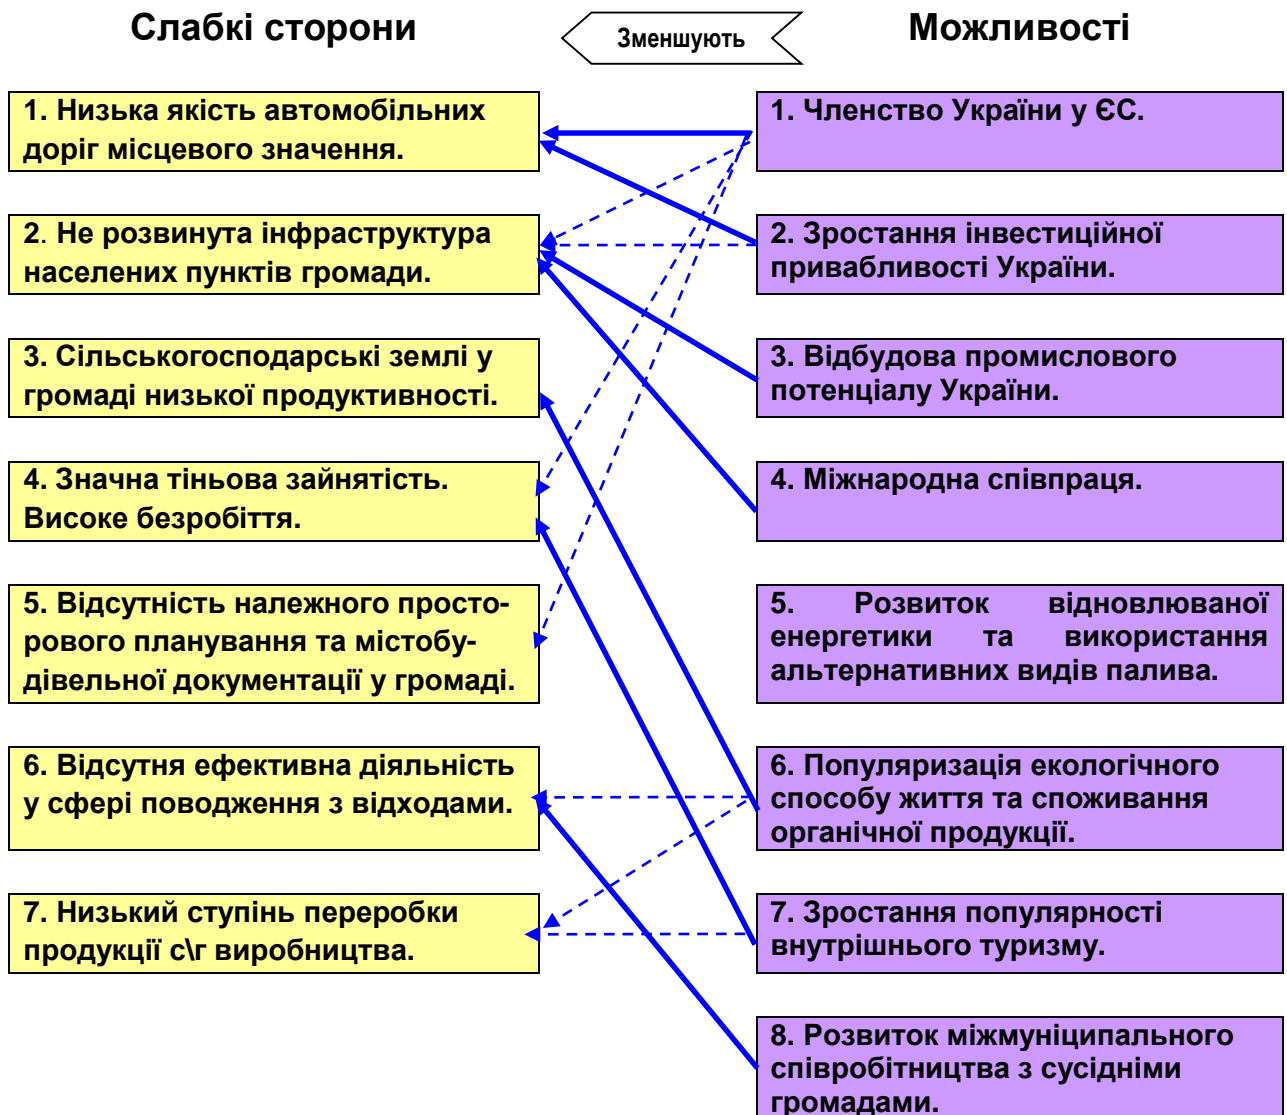 Слабкі сторони
Зменшують
Можливості
1. Низька якість автомобільних
доріг місцевого значення.
2. Не розвинута інфраструктура
населених пунктів громади.
3. Сільськогосподарські землі у
громаді низької продуктивності.
4. Значна тіньова зайнятість.
Високе безробіття.
5. Відсутність належного просто-
рового планування та містобу-
дівельної документації у громаді.
6. Відсутня ефективна діяльність
у сфері поводження з відходами.
7. Низький ступінь переробки
продукції с\г виробництва.
1. Членство України у ЄС.
2. Зростання інвестиційної
привабливості України.
3. Відбудова промислового
потенціалу України.
4. Міжнародна співпраця.
5. Розвиток відновлюваної
енергетики та використання
альтернативних видів палива.
6. Популяризація екологічного
способу життя та споживання
органічної продукції.
7. Зростання популярності
внутрішнього туризму.
8. Розвиток міжмуніципального
співробітництва з сусідніми
громадами.